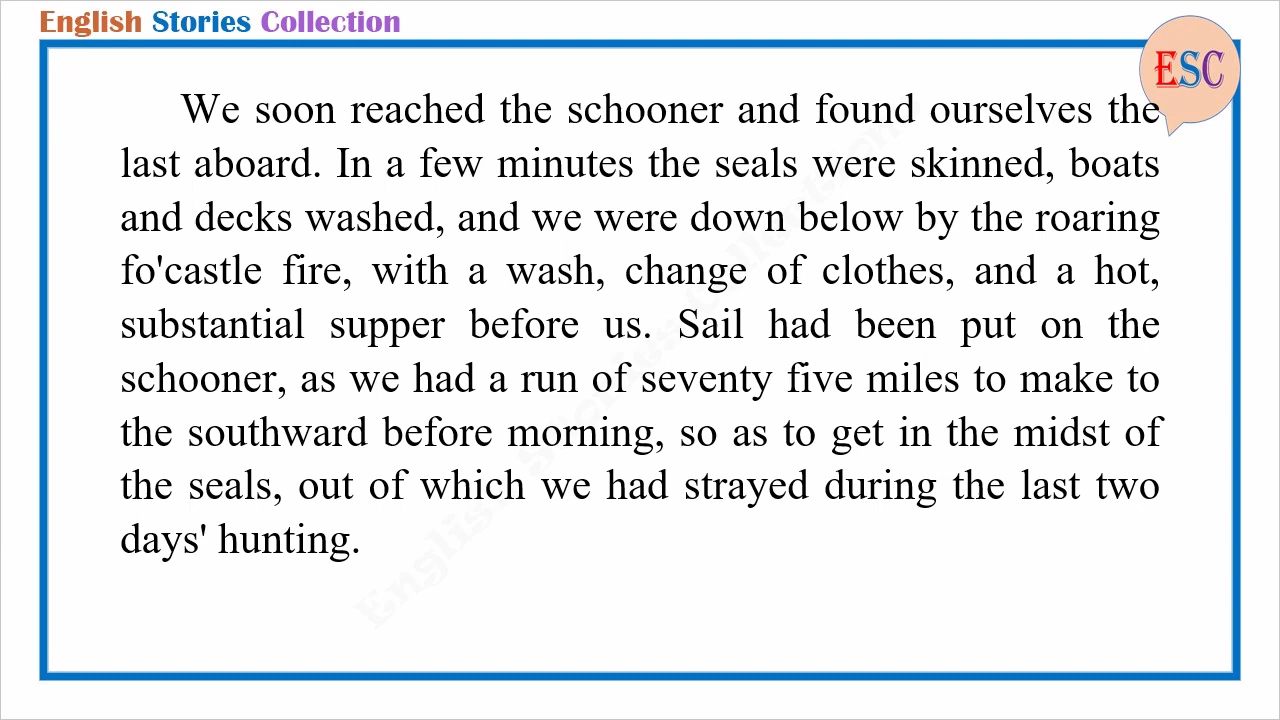 English Stories Collection
ESC
We soon reached the schooner and found ourselves the
last aboard. In a few minutes the seals were skinned, boats
and decks washed, and we were down below by the roaring
fo'castle fire, with a wash, change of clothes, and a hot,
substantial supper before us. Sail had been put on the
schooner, as we had a run of seventy five miles to make to
the southward before morning, so as to get in the midst of
the seals, out of which we had strayed during the last two
days' hunting.
English Stories Collection